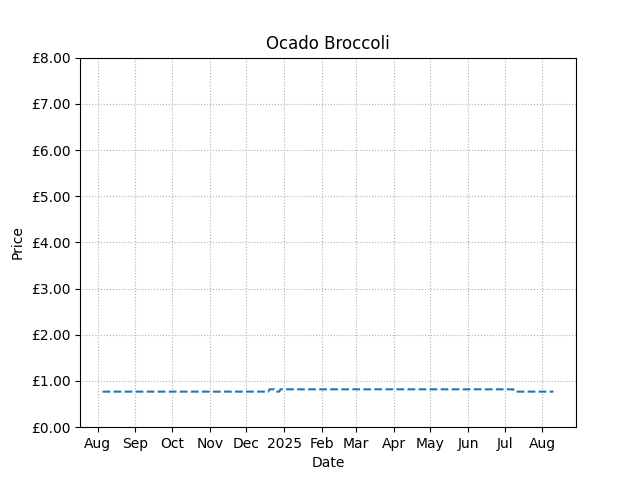 Ocado Broccoli
£8.00
£7.00
£6.00
£5.00
£4.00
£3.00
£2.00
£1.00
£0.00
Price
Aug Sep Oct Nov Dec 2025 Feb Mar Apr May Jun Jul Aug
Date